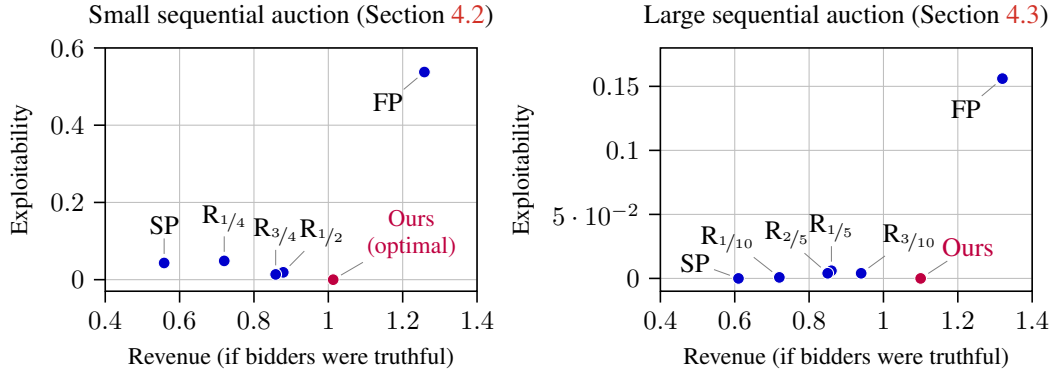 Small sequential auction (Section 4.2)
Exploitability
0.6
0.4
0.2
0
FP
SP
R1/4
R3/4
R1/2
Ours
(optimal)
0.4 0.6 0.8 1 1.2 1.4
Revenue (if bidders were truthful)
Large sequential auction (Section 4.3)
Exploitability
0.15
0.1
5 · 10−2
0
FP
SP
R1/10
R2/5
R1/5
R3/10
Ours
0.4 0.6 0.8 1 1.2 1.4
Revenue (if bidders were truthful)